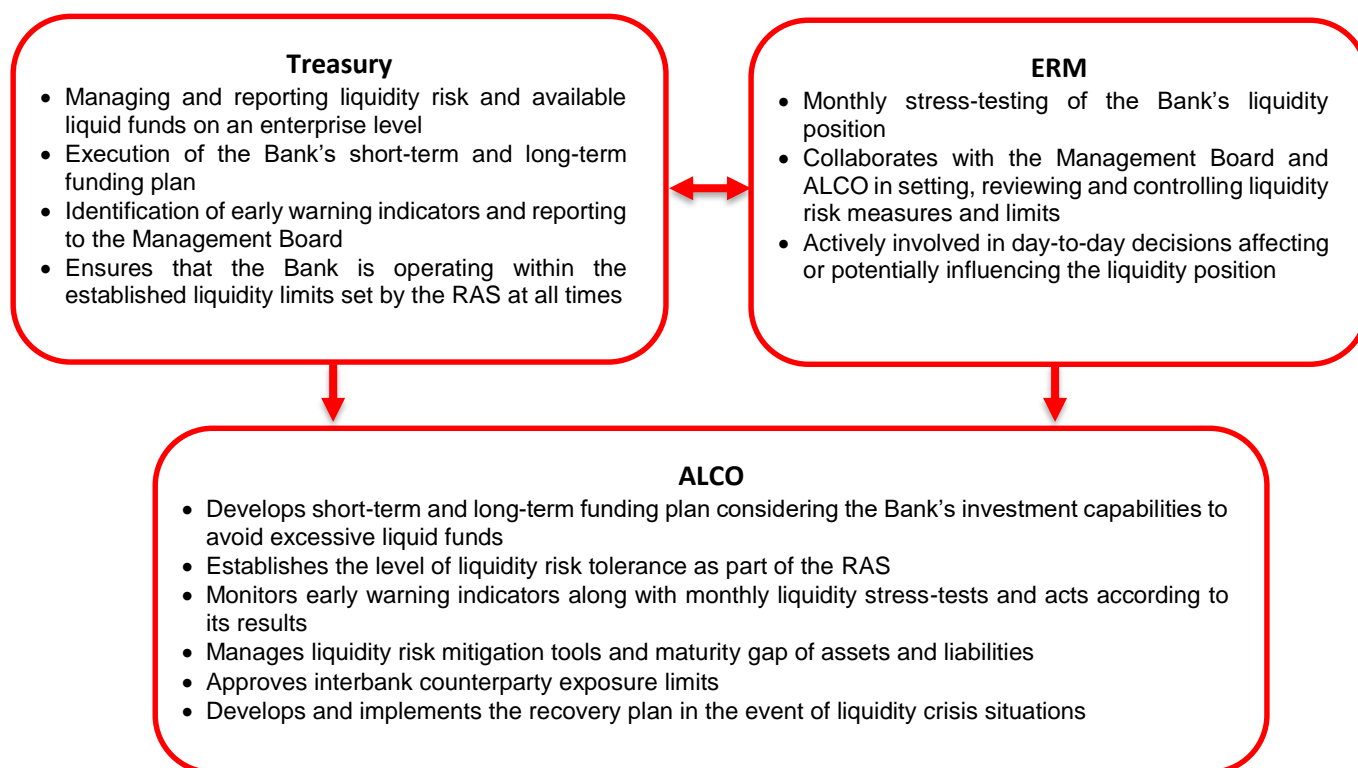 Treasury
• Managing and reporting liquidity risk and available
liquid funds on an enterprise level
• Execution of the Bank’s short-term and long-term
funding plan
• Identification of early warning indicators and reporting
to the Management Board
• Ensures that the Bank is operating within the
established liquidity limits set by the RAS at all times
ERM
• Monthly stress-testing of the Bank’s liquidity
position
• Collaborates with the Management Board and
ALCO in setting, reviewing and controlling liquidity
risk measures and limits
• Actively involved in day-to-day decisions affecting
or potentially influencing the liquidity position
ALCO
• Develops short-term and long-term funding plan considering the Bank’s investment capabilities to
avoid excessive liquid funds
• Establishes the level of liquidity risk tolerance as part of the RAS
• Monitors early warning indicators along with monthly liquidity stress-tests and acts according to
its results
• Manages liquidity risk mitigation tools and maturity gap of assets and liabilities
• Approves interbank counterparty exposure limits
• Develops and implements the recovery plan in the event of liquidity crisis situations